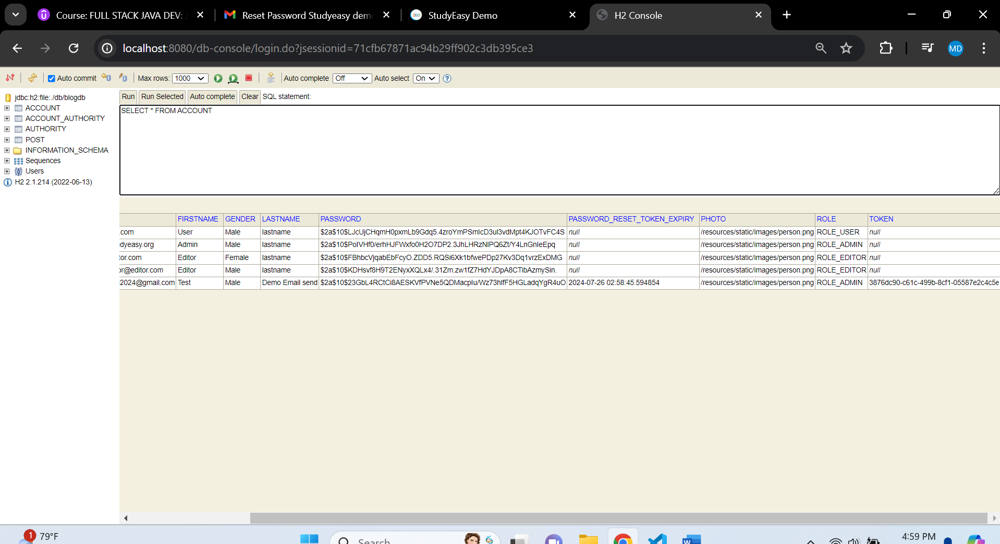 Course: FULL STACK JAVA DEV:
Reset Password Studyeasy demo
StudyEasy Demo
H2 Console
localhost:8080/db-console/login.do?jsessionid=71cfb67871ac94b29ff902c3db395ce3
MD
Auto commit
Max rows: 1000
Auto complete Off
Auto select On
jdbc:h2:file:./db/blogdb
ACCOUNT
ACCOUNT_AUTHORITY
AUTHORITY
POST
INFORMATION_SCHEMA
Sequences
Users
H2 2.1.214 (2022-06-13)
Run Run Selected Auto complete Clear SQL statement:
SELECT * FROM ACCOUNT
FIRSTNAME GENDER LASTNAME PASSWORD PASSWORD_RESET_TOKEN_EXPIRY PHOTO ROLE TOKEN
.com User Male lastname $2a$10$LJcUjCHqmH0pxmLb9Gdq5.4zroYmPSmIcD3ul3vdMpt4KJOTvFC4S null /resources/static/images/person.png ROLE_USER null
dyeasy.org Admin Male lastname $2a$10$PoIVHf0/erhHJFWxfo0H2O7DP2.3JhLHRzNIPQ6Zt/Y4LnGnIeEpq null /resources/static/images/person.png ROLE_ADMIN null
tor.com Editor Female lastname $2a$10$FBhbcVjqabEbFcyO.ZDD5.RQSi6Xk1bfwePDp27Kv3Dq1vrzExDMG null /resources/static/images/person.png ROLE_EDITOR null
or@editor.com Editor Male lastname $2a$10$KDHsvf8H9T2ENyxXQLx4/.31Zm.zw1fZ7HdYJDpA8CTibAzmySin. null /resources/static/images/person.png ROLE_EDITOR null
2024@gmail.com Test Male Demo Email send $2a$10$23GbL4RCtCi8AESKVfPVNe5QDMacplu/Wz73hlfF5HGLadqYgR4uO 2024-07-26 02:58:45.594854 /resources/static/images/person.png ROLE_ADMIN 3876dc90-c61c-499b-8cf1-05587e2c4c5e
1
79°F
Search
4:59 PM